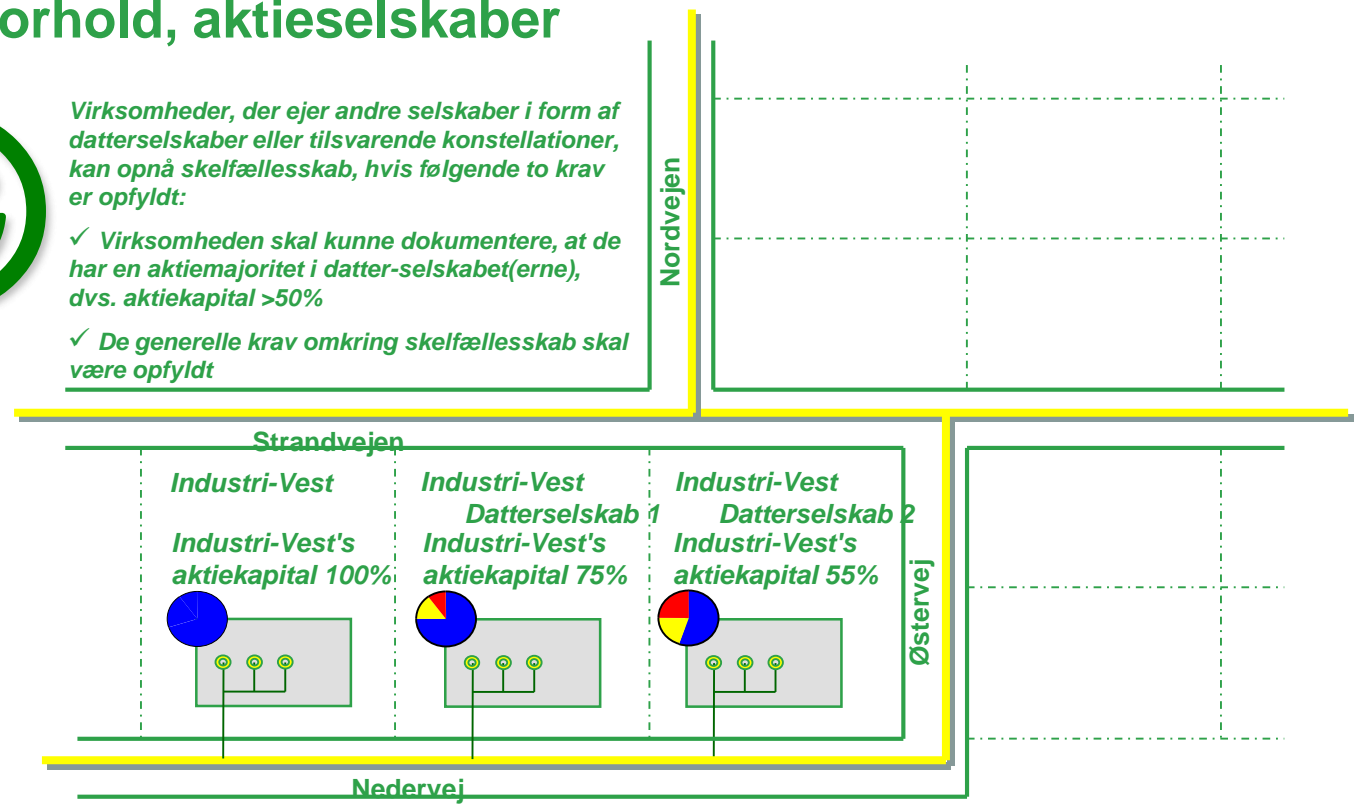 orhold, aktieselskaber
Virksomheder, der ejer andre selskaber i form af
datterselskaber eller tilsvarende konstellationer,
kan opnå skelfællesskab, hvis følgende to krav
er opfyldt:
✓ Virksomheden skal kunne dokumentere, at de
har en aktiemajoritet i datter-selskabet(erne),
dvs. aktiekapital >50%
✓ De generelle krav omkring skelfællesskab skal
være opfyldt
Nordvejen
Strandvejen
Industri-Vest
Industri-Vest's
aktiekapital 100%
Industri-Vest
Datterselskab 1
Industri-Vest's
aktiekapital 75%
Industri-Vest
Datterselskab 2
Industri-Vest's
aktiekapital 55%
Østervej
Nedervej